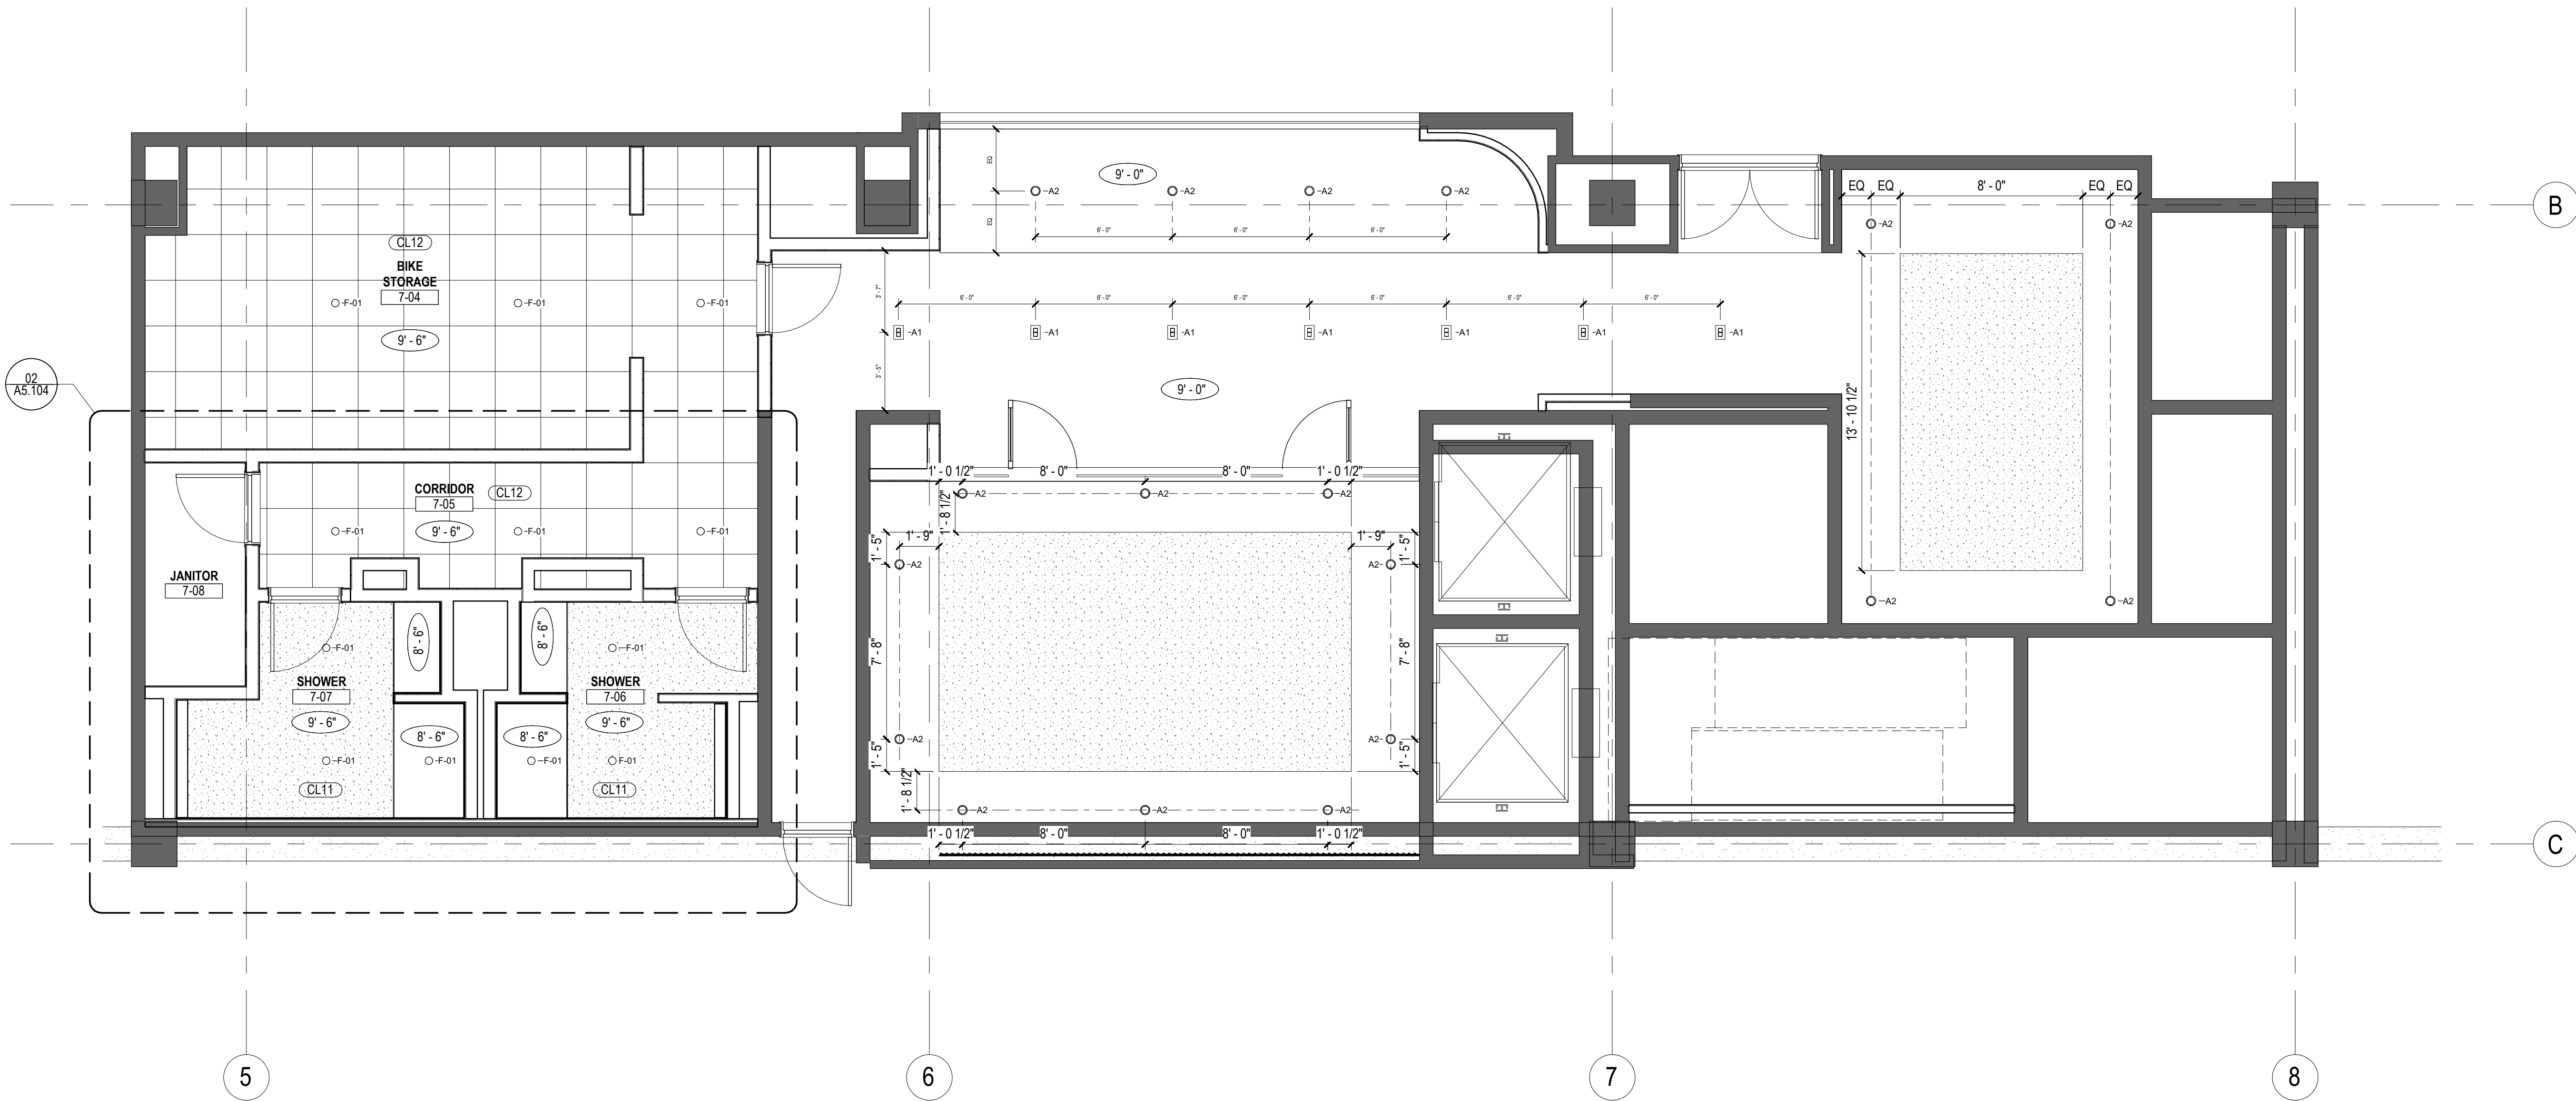 B
EQ EQ 8' - 0" EQ EQ
EQ
9' - 0"
A2 A2 A2 A2
A2 A2
EQ
6' - 0" 6' - 0" 6' - 0"
CL12
BIKE
STORAGE
7-04
F-01 F-01 F-01
9' - 6"
3' - 7"
6' - 0" 6' - 0" 6' - 0" 6' - 0" 6' - 0" 6' - 0"
A1 A1 A1 A1 A1 A1 A1
3' - 5"
9' - 0"
13' - 10 1/2"
02
A5.104
1' - 0 1/2" 8' - 0" 8' - 0" 1' - 0 1/2"
CORRIDOR
7-05
CL12
A2 A2 A2
1' - 8 1/2"
F-01 F-01 F-01
9' - 6"
1' - 9" 1' - 9"
1' - 5" 1' - 5"
A2 A2
JANITOR
7-08
A2 A2
8' - 6" 8' - 6"
F-01 F-01
7' - 8" 7' - 8"
SHOWER
7-07
9' - 6"
SHOWER
7-06
9' - 6"
8' - 6" 8' - 6"
A2 A2
1' - 5" 1' - 5"
F-01 F-01 F-01 F-01
CL11 CL11
1' - 8 1/2"
A2 A2 A2
1' - 0 1/2" 8' - 0" 8' - 0" 1' - 0 1/2"
C
5 6 7 8